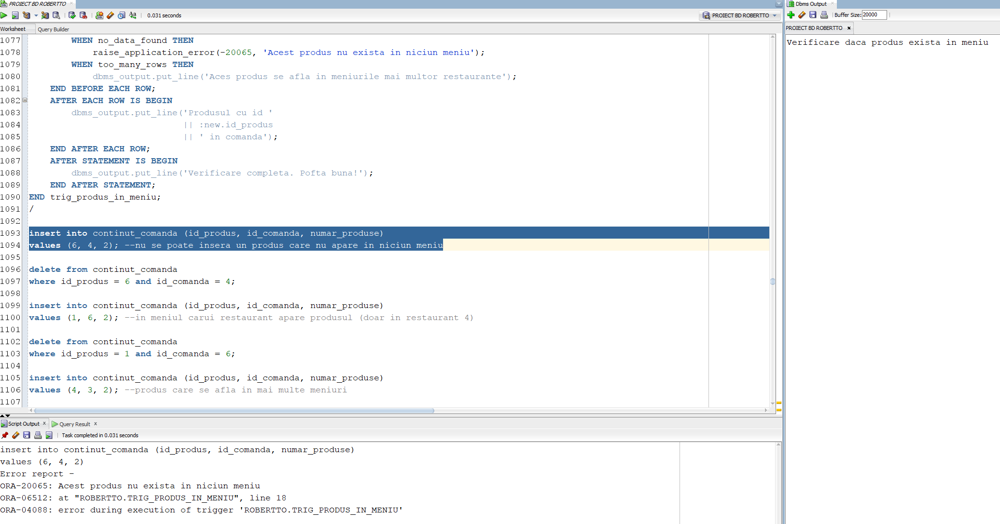 PROIECT BD ROBERTTO
0.031 seconds
PROIECT BD ROBERTTO
Worksheet Query Builder
1077 WHEN no_data_found THEN
1078 raise_application_error(-20065, 'Acest produs nu exista in niciun meniu');
1079 WHEN too_many_rows THEN
1080 dbms_output.put_line('Aces produs se afla in meniurile mai multor restaurante');
1081 END BEFORE EACH ROW;
1082 AFTER EACH ROW IS BEGIN
1083 dbms_output.put_line('Produsul cu id '
1084 || :new.id_produs
1085 || ' in comanda');
1086 END AFTER EACH ROW;
1087 AFTER STATEMENT IS BEGIN
1088 dbms_output.put_line('Verificare completa. Pofta buna!');
1089 END AFTER STATEMENT;
1090 END trig_produs_in_meniu;
1091 /
1092
1093 insert into continut_comanda (id_produs, id_comanda, numar_produse)
1094 values (6, 4, 2); --nu se poate insera un produs care nu apare in niciun meniu
1095
1096 delete from continut_comanda
1097 where id_produs = 6 and id_comanda = 4;
1098
1099 insert into continut_comanda (id_produs, id_comanda, numar_produse)
1100 values (1, 6, 2); --in meniul carui restaurant apare produsul (doar in restaurant 4)
1101
1102 delete from continut_comanda
1103 where id_produs = 1 and id_comanda = 6;
1104
1105 insert into continut_comanda (id_produs, id_comanda, numar_produse)
1106 values (4, 3, 2); --produs care se afla in mai multe meniuri
1107
Script Output x Query Result x
Task completed in 0.031 seconds
insert into continut_comanda (id_produs, id_comanda, numar_produse)
values (6, 4, 2)
Error report -
ORA-20065: Acest produs nu exista in niciun meniu
ORA-06512: at "ROBERTTO.TRIG_PRODUS_IN_MENIU", line 18
ORA-04088: error during execution of trigger 'ROBERTTO.TRIG_PRODUS_IN_MENIU'
Dbms Output
Buffer Size: 20000
PROIECT BD ROBERTTO x
Verificare daca produs exista in meniu